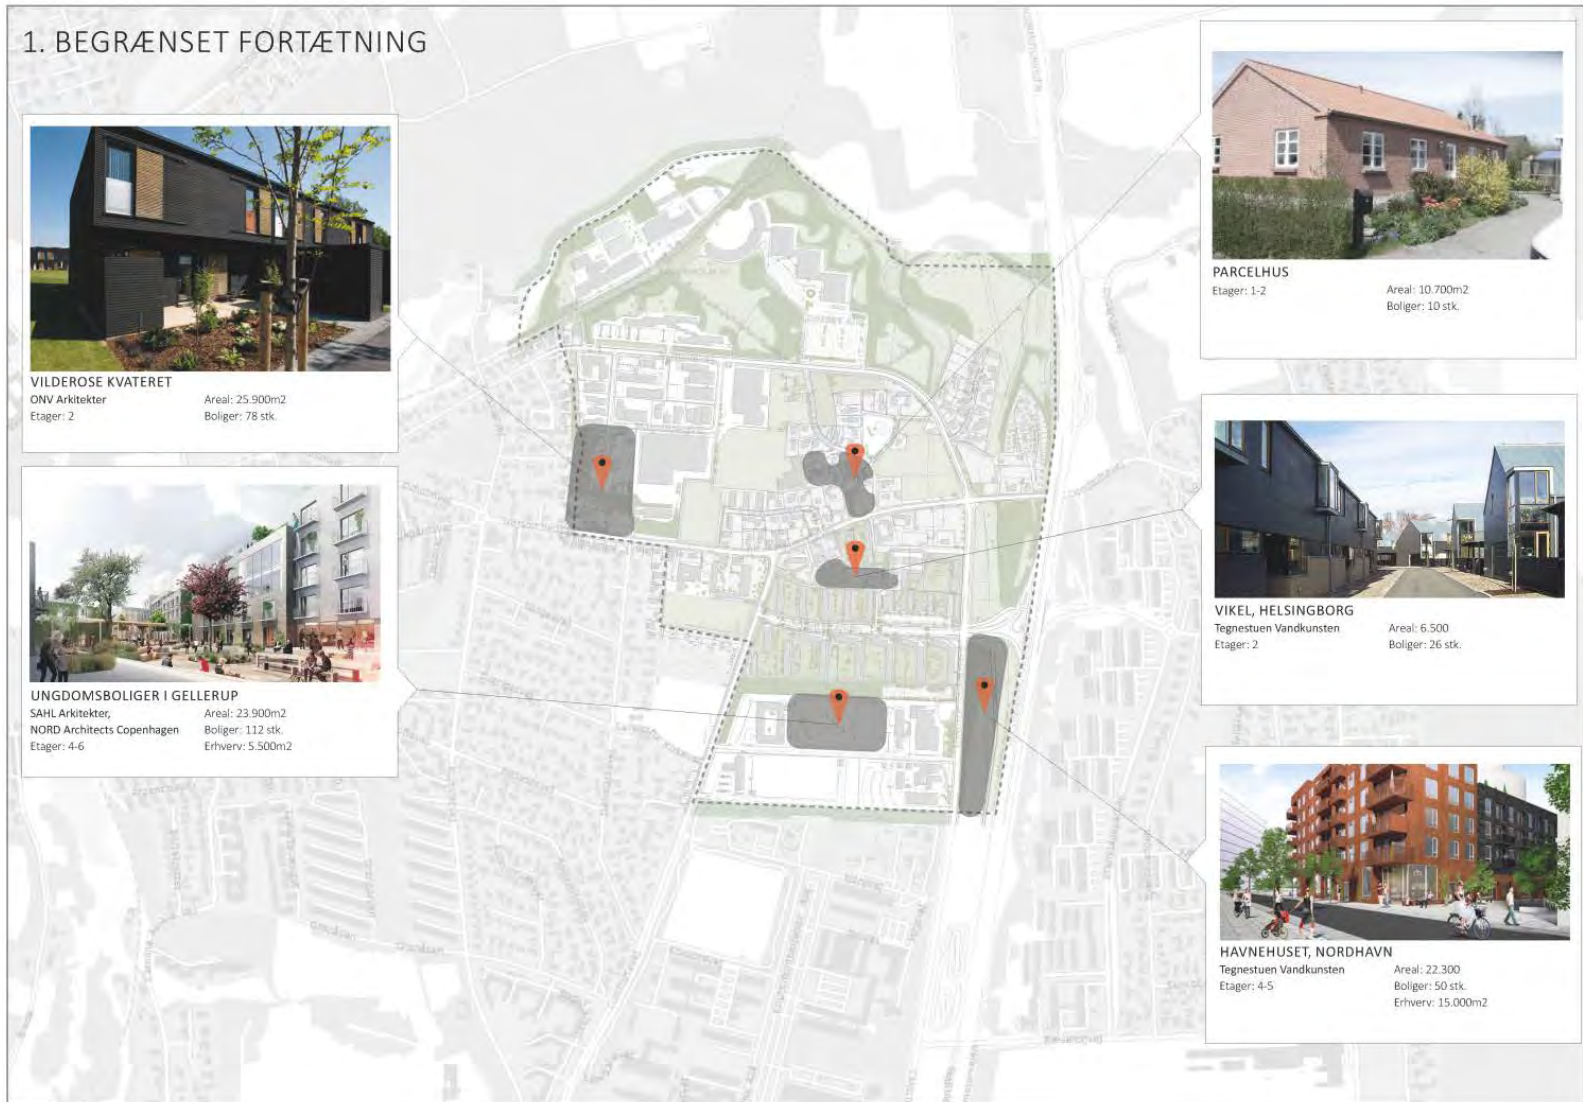 1. BEGRÆNSET FORTÆTNING
VILDEROSE KVATERET
ONV Arkitekter
Etager: 2
Areal: 25.900m2
Boliger: 78 stk.
UNGDOMSBOLIGER I GELLERUP
SAHL Arkitekter,
NORD Architects Copenhagen
Etager: 4-6
Areal: 23.900m2
Boliger: 112 stk.
Erhverv: 5.500m2
PARCELHUS
Etager: 1-2
Areal: 10.700m2
Boliger: 10 stk.
VIKEL, HELSINGBORG
Tegnestuen Vandkunsten
Etager: 2
Areal: 6.500
Boliger: 26 stk.
HAVNEHUSET, NORDHAVN
Tegnestuen Vandkunsten
Etager: 4-5
Areal: 22.300
Boliger: 50 stk.
Erhverv: 15.000m2